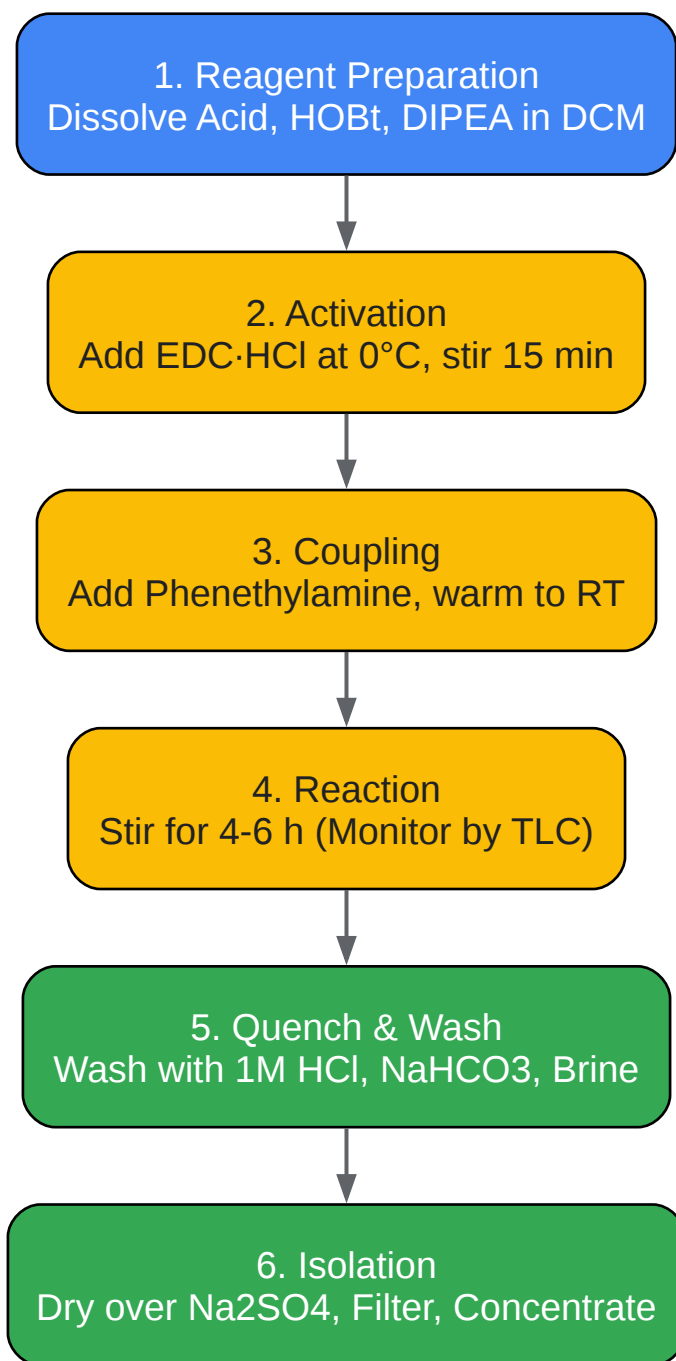 1. Reagent Preparation
Dissolve Acid, HOBt, DIPEA in DCM
2. Activation
Add EDC·HCl at 0°C, stir 15 min
3. Coupling
Add Phenethylamine, warm to RT
4. Reaction
Stir for 4-6 h (Monitor by TLC)
5. Quench & Wash
Wash with 1M HCl, NaHCO3, Brine
6. Isolation
Dry over Na2SO4, Filter, Concentrate